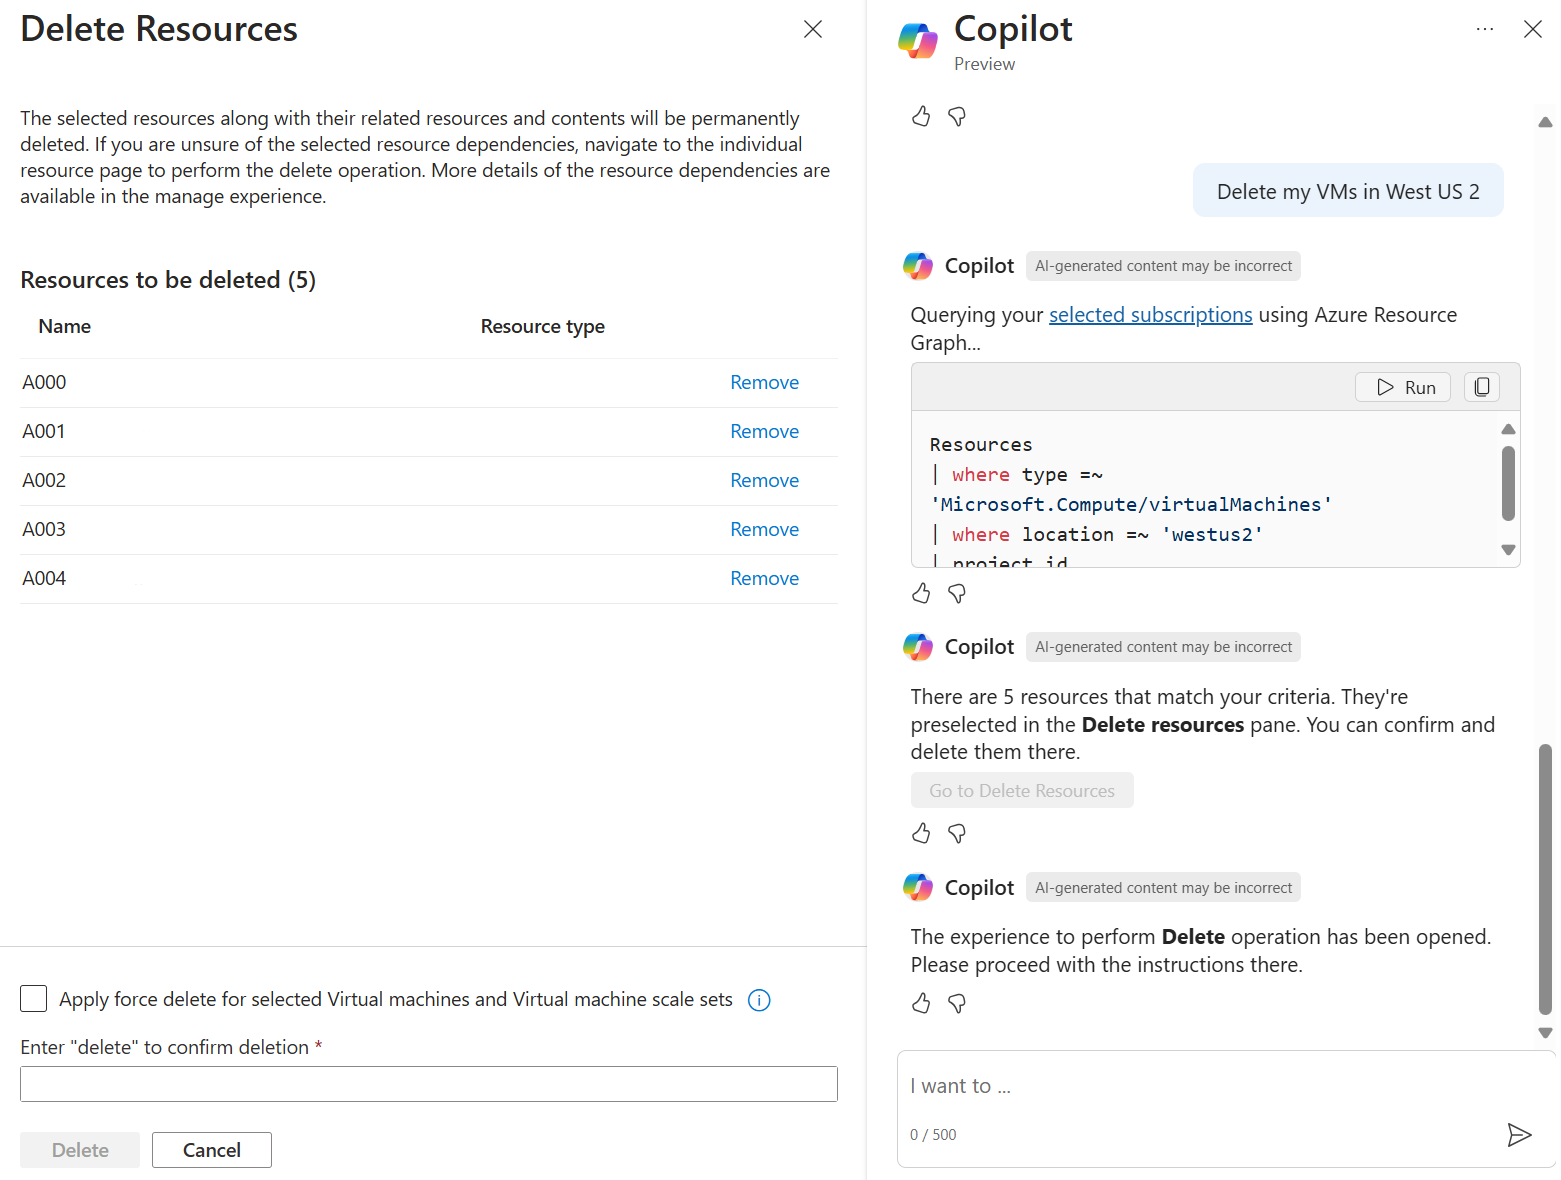 Delete Resources
The selected resources along with their related resources and contents will be permanently
deleted. If you are unsure of the selected resource dependencies, navigate to the individual
resource page to perform the delete operation. More details of the resource dependencies are
available in the manage experience.
Resources to be deleted (5)
Name Resource type
A000 Remove
A001 Remove
A002 Remove
A003 Remove
A004 Remove
Apply force delete for selected Virtual machines and Virtual machine scale sets
Enter "delete" to confirm deletion *
Delete Cancel
Copilot
Preview
Delete my VMs in West US 2
Copilot AI-generated content may be incorrect
Querying your selected subscriptions using Azure Resource
Graph...
Run
Resources
| where type =~
'Microsoft.Compute/virtualMachines'
| where location =~ 'westus2'
| project id
Copilot AI-generated content may be incorrect
There are 5 resources that match your criteria. They're
preselected in the Delete resources pane. You can confirm and
delete them there.
Go to Delete Resources
Copilot AI-generated content may be incorrect
The experience to perform Delete operation has been opened.
Please proceed with the instructions there.
I want to ...
0 / 500